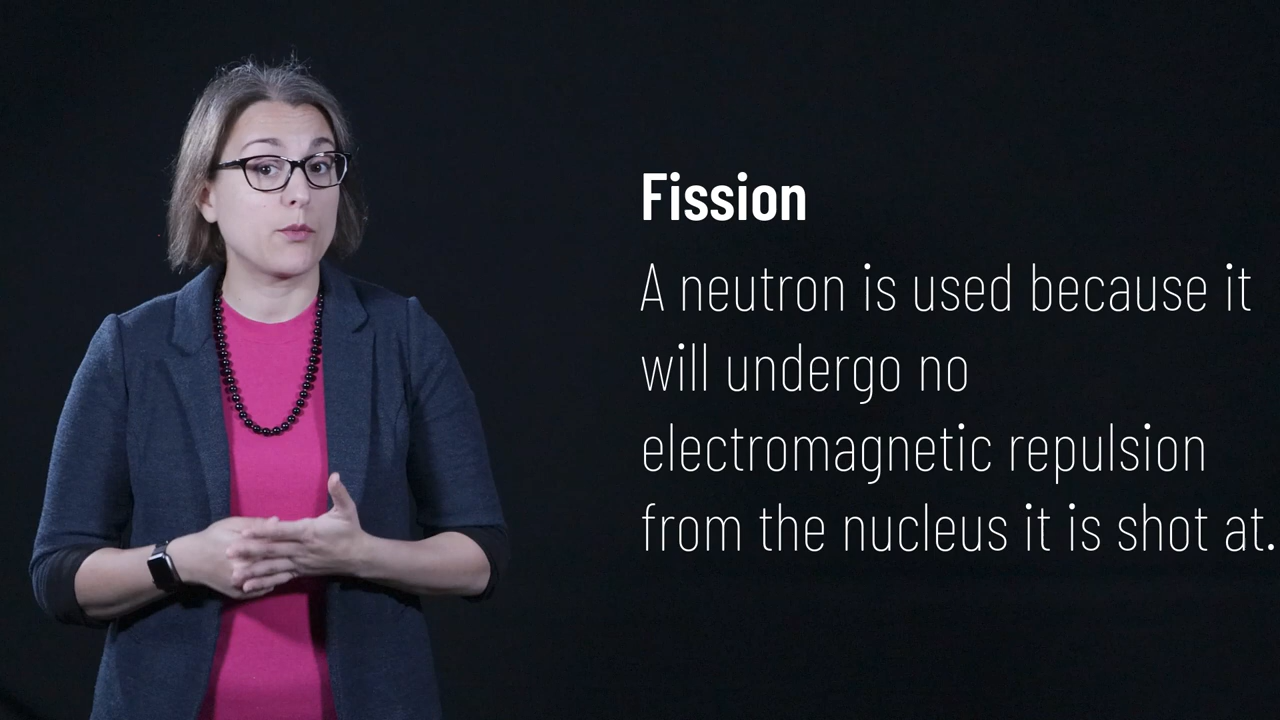 Fission
A neutron is used because it
will undergo no
electromagnetic repulsion
from the nucleus it is shot at.